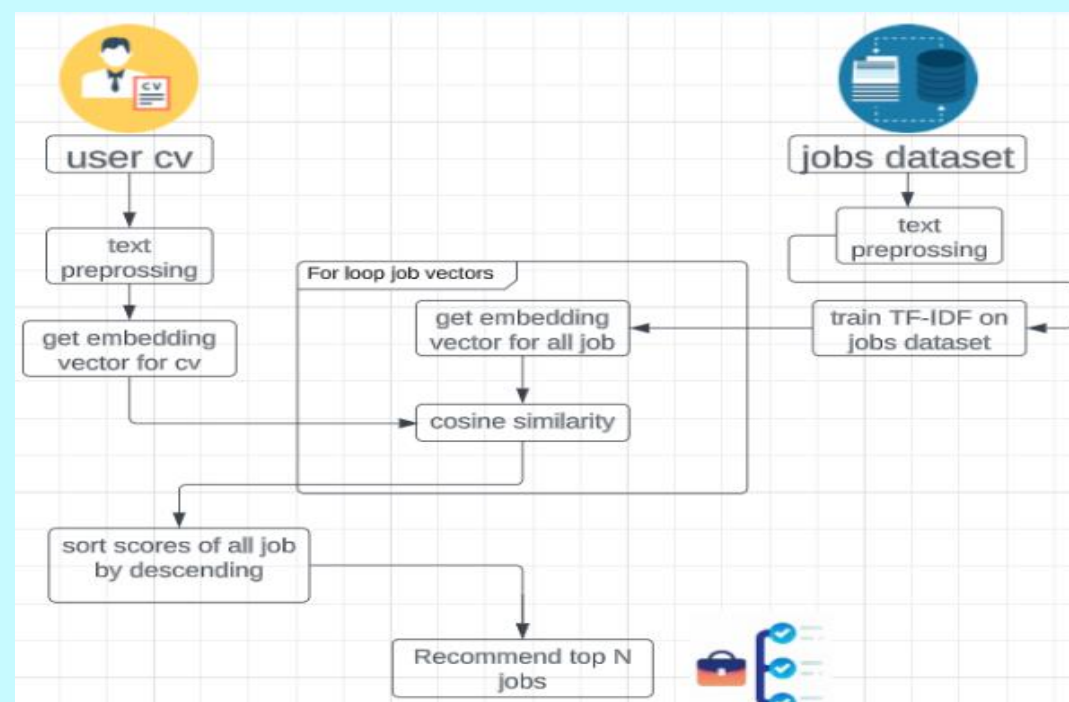 CV
user cv
jobs dataset
text
preprossing
text
preprossing
For loop job vectors
get embedding
vector for cv
get embedding
vector for all job
train TF-IDF on
jobs dataset
cosine similarity
sort scores of all job
by descending
Recommend top N
jobs